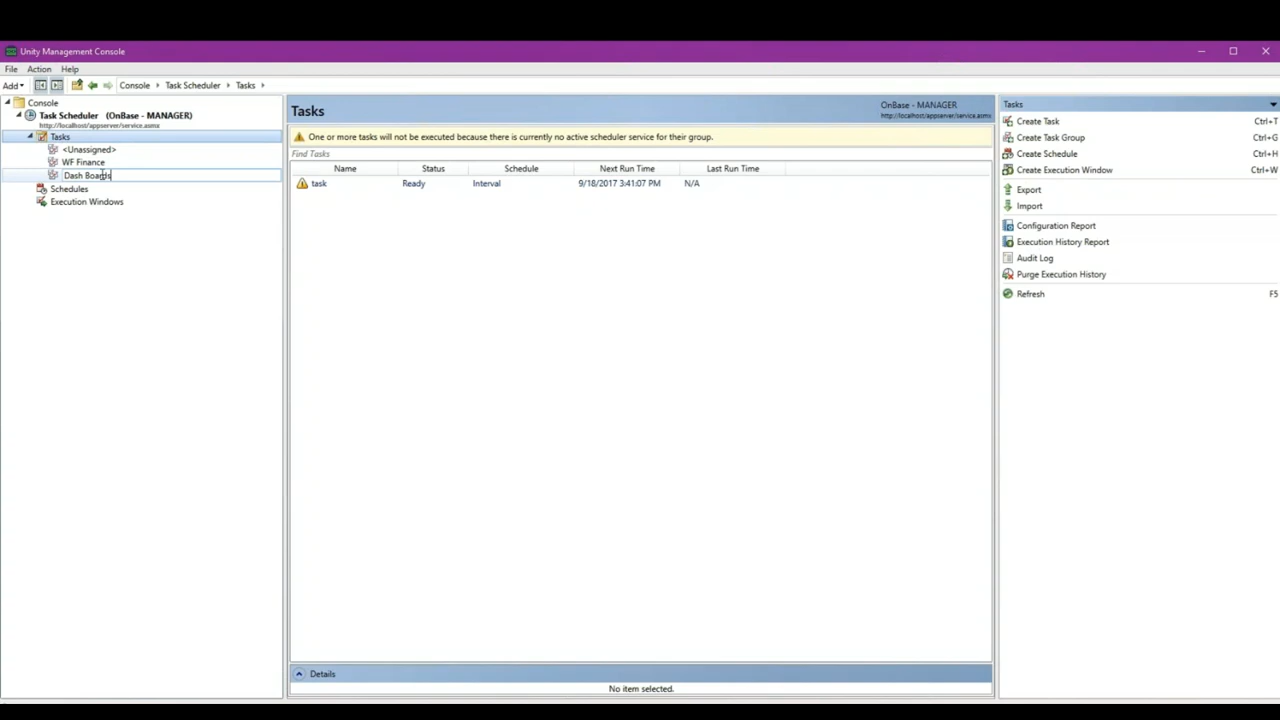 Unity Management Console
File Action Help
Add Console Task Scheduler Tasks
Console
Task Scheduler (OnBase - MANAGER)
http://localhost/appserver/service.asmx
Tasks
<Unassigned>
WF Finance
Dash Boards
Schedules
Execution Windows
Tasks
OnBase - MANAGER
http://localhost/appserver/service.asmx
One or more tasks will not be executed because there is currently no active scheduler service for their group.
Find Tasks
Name Status Schedule Next Run Time Last Run Time
task Ready Interval 9/18/2017 3:41:07 PM N/A
Details
No item selected.
Tasks
Create Task Ctrl+T
Create Task Group Ctrl+G
Create Schedule Ctrl+H
Create Execution Window Ctrl+W
Export
Import
Configuration Report
Execution History Report
Audit Log
Purge Execution History
Refresh F5